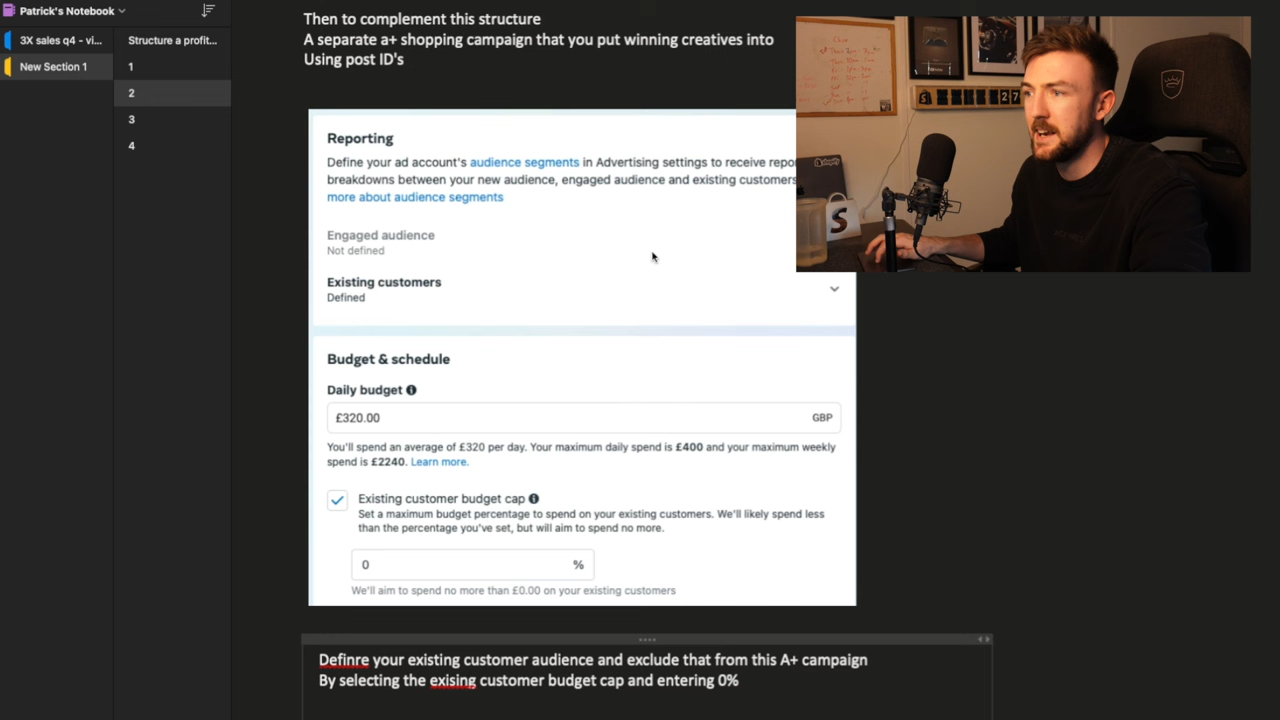 Patrick's Notebook
3X sales q4 - vi...
New Section 1
Structure a profit...
1
2
3
4
Then to complement this structure
A separate a+ shopping campaign that you put winning creatives into
Using post ID's
Reporting
Define your ad account's audience segments in Advertising settings to receive repo
breakdowns between your new audience, engaged audience and existing customers
more about audience segments
Engaged audience
Not defined
Existing customers
Defined
Budget & schedule
Daily budget
£320.00 GBP
You'll spend an average of £320 per day. Your maximum daily spend is £400 and your maximum weekly
spend is £2240. Learn more.
Existing customer budget cap
Set a maximum budget percentage to spend on your existing customers. We'll likely spend less
than the percentage you've set, but will aim to spend no more.
0 %
We'll aim to spend no more than £0.00 on your existing customers
Definre your existing customer audience and exclude that from this A+ campaign
By selecting the exising customer budget cap and entering 0%